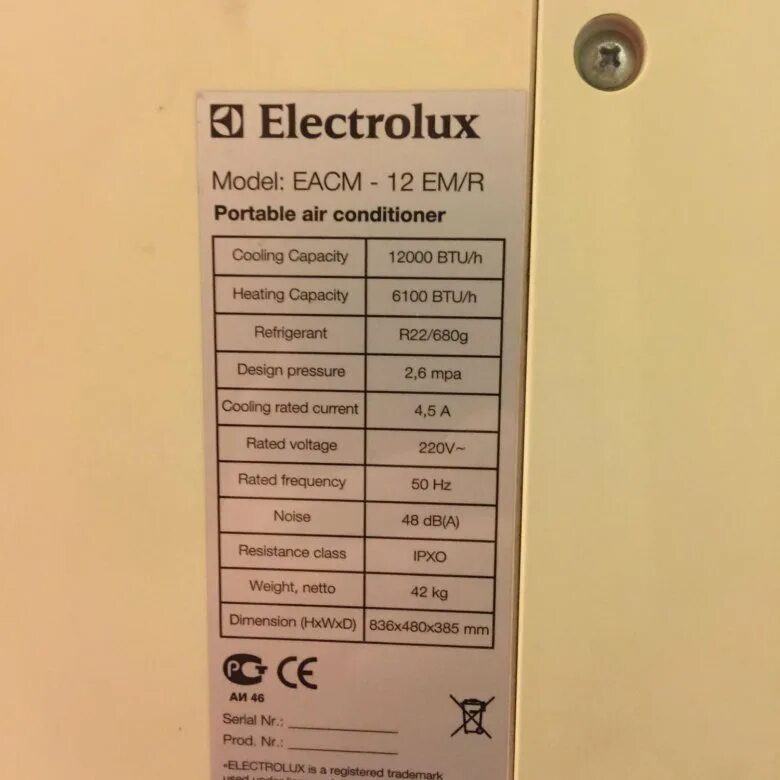 Electrolux
Model: EACM - 12 EM/R
Portable air conditioner
Cooling Capacity 12000 BTU/h
Heating Capacity 6100 BTU/h
Refrigerant R22/680g
Design pressure 2,6 mpa
Cooling rated current 4,5 A
Rated voltage 220V~
Rated frequency 50 Hz
Noise 48 dB(A)
Resistance class IPXO
Weight, netto 42 kg
Dimension (HxWxD) 836x480x385 mm
РСТ CE
АИ 46
Serial Nr.:
Prod. Nr.:
«ELECTROLUX is a registered trademark
used under